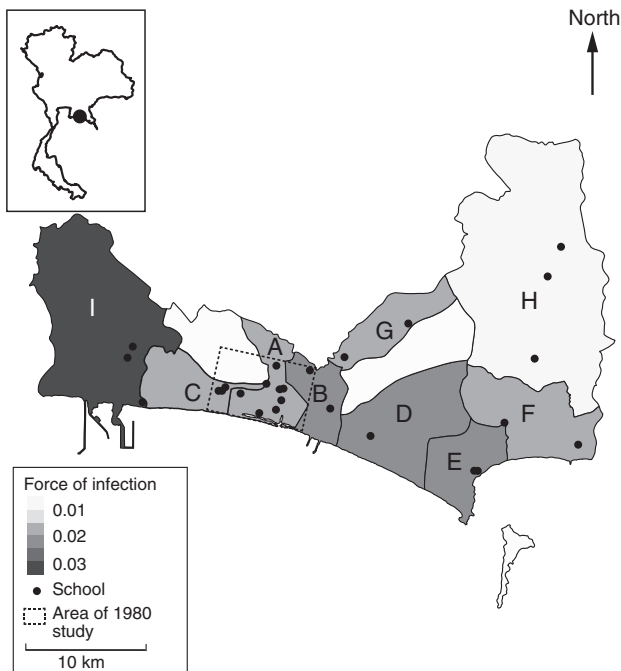 North
I
A
G
H
C
B
D
F
E
Force of infection
0.01
0.02
0.03
School
Area of 1980
study
10 km